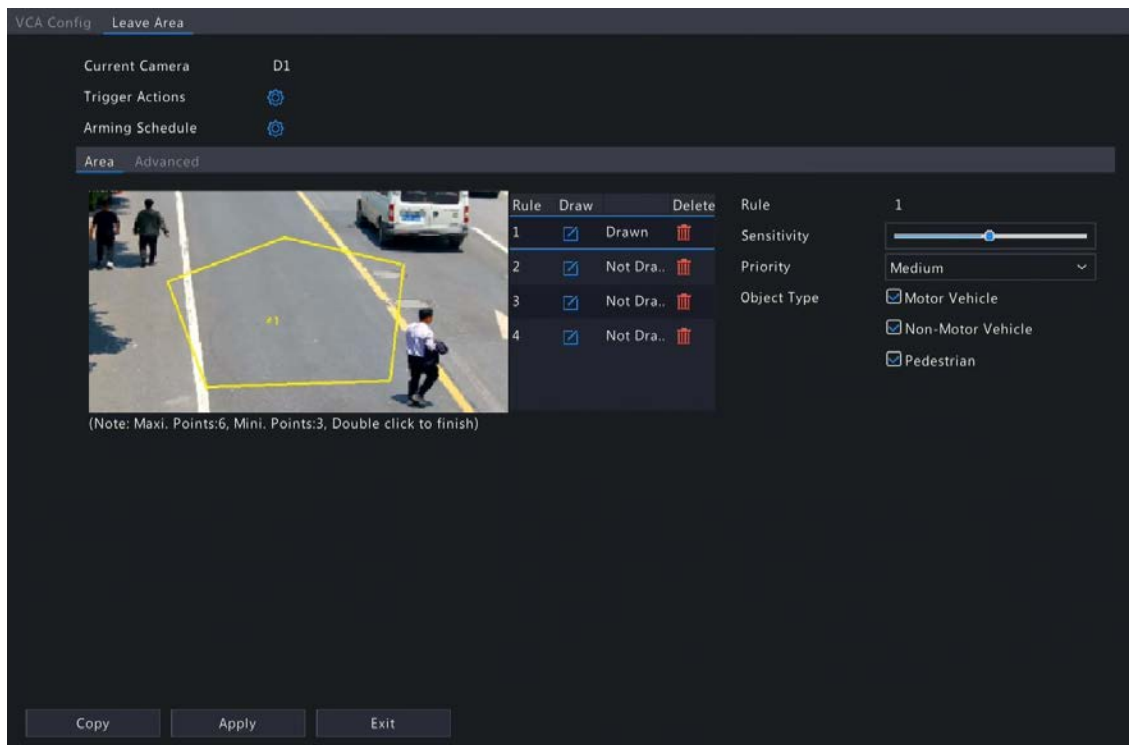 VCA Config Leave Area
Current Camera D1
Trigger Actions
Arming Schedule
Area Advanced
Rule Draw Delete
1 Drawn
2 Not Dra..
3 Not Dra..
4 Not Dra..
#1
(Note: Maxi. Points:6, Mini. Points:3, Double click to finish)
Rule 1
Sensitivity
Priority Medium
Object Type Motor Vehicle
Non-Motor Vehicle
Pedestrian
Copy Apply Exit